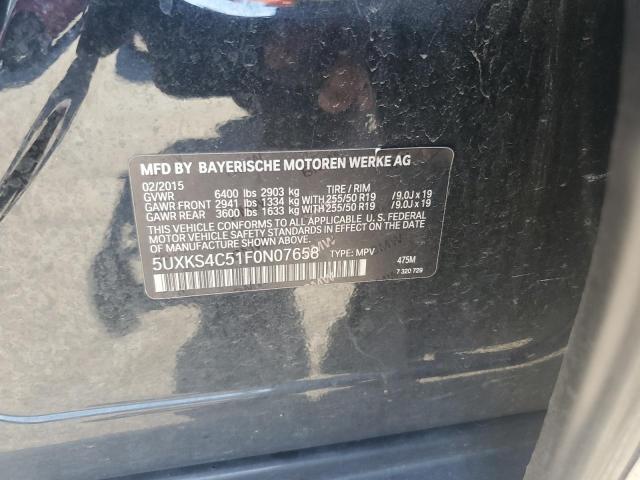 MFD BY BAYERISCHE MOTOREN WERKE AG
02/2015
GVWR 6400 lbs 2903 kg TIRE / RIM
GAWR FRONT 2941 lbs 1334 kg WITH 255/50 R19 /9.0J x 19
GAWR REAR 3600 lbs 1633 kg WITH 255/50 R19 /9.0J x 19
THIS VEHICLE CONFORMS TO ALL APPLICABLE U.S. FEDERAL
MOTOR VEHICLE SAFETY STANDARDS IN EFFECT ON THE
DATE OF MANUFACTURE SHOWN ABOVE.
5UXKS4C51F0N07658 TYPE: MPV 475M
7 320 729